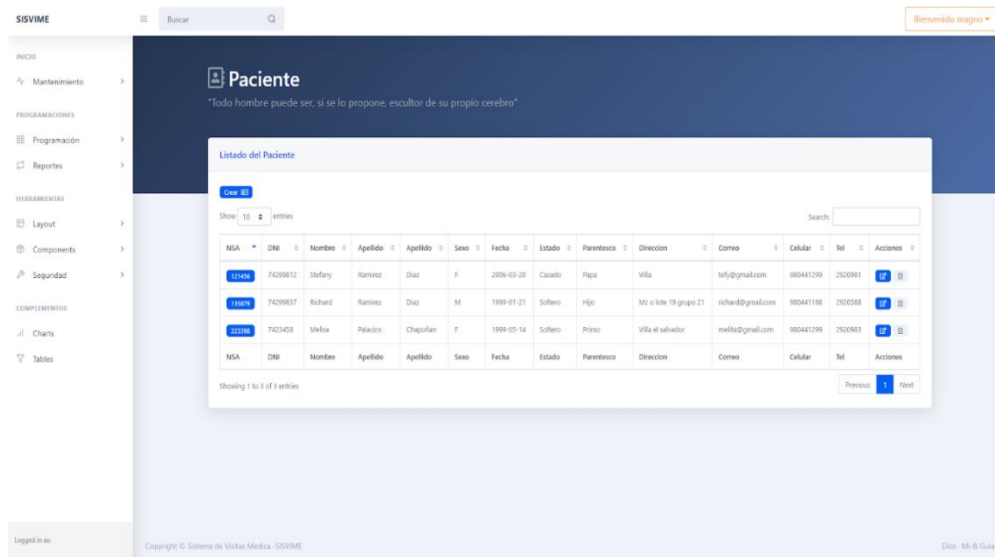 SISVIME
Buscar
Bienvenido magno
INICIO
Mantenimiento
PROGRAMACIONES
Programación
Reportes
HERRAMIENTAS
Layout
Components
Seguridad
COMPLEMENTOS
Charts
Tables
Logged in as:
Paciente
"Todo hombre puede ser, si se lo propone, escultor de su propio cerebro"
Listado del Paciente
Crear
Show 10 entries
Search:
NSA DNI Nombre Apellido Apellido Sexo Fecha Estado Parentesco Direccion Correo Celular Tel Acciones
121456 74299812 Stefany Ramirez Diaz F 2006-03-20 Casado Papa Villa tefy@gmail.com 980441290 2920981
135879 74299837 Richard Ramirez Diaz M 1999-01-21 Soltero Hijo Mz o lote 19 grupo 21 richard@gmail.com 980441188 2926588
223398 7423458 Melisa Palacios Chapoñan F 1999-05-14 Soltero Primo Villa el salvador melita@gmail.com 980441299 2920983
NSA DNI Nombre Apellido Apellido Sexo Fecha Estado Parentesco Direccion Correo Celular Tel Acciones
Showing 1 to 3 of 3 entries
Previous 1 Next
Copyright © Sistema de Visitas Medica -SISVIME
Dios - Mi & Guia